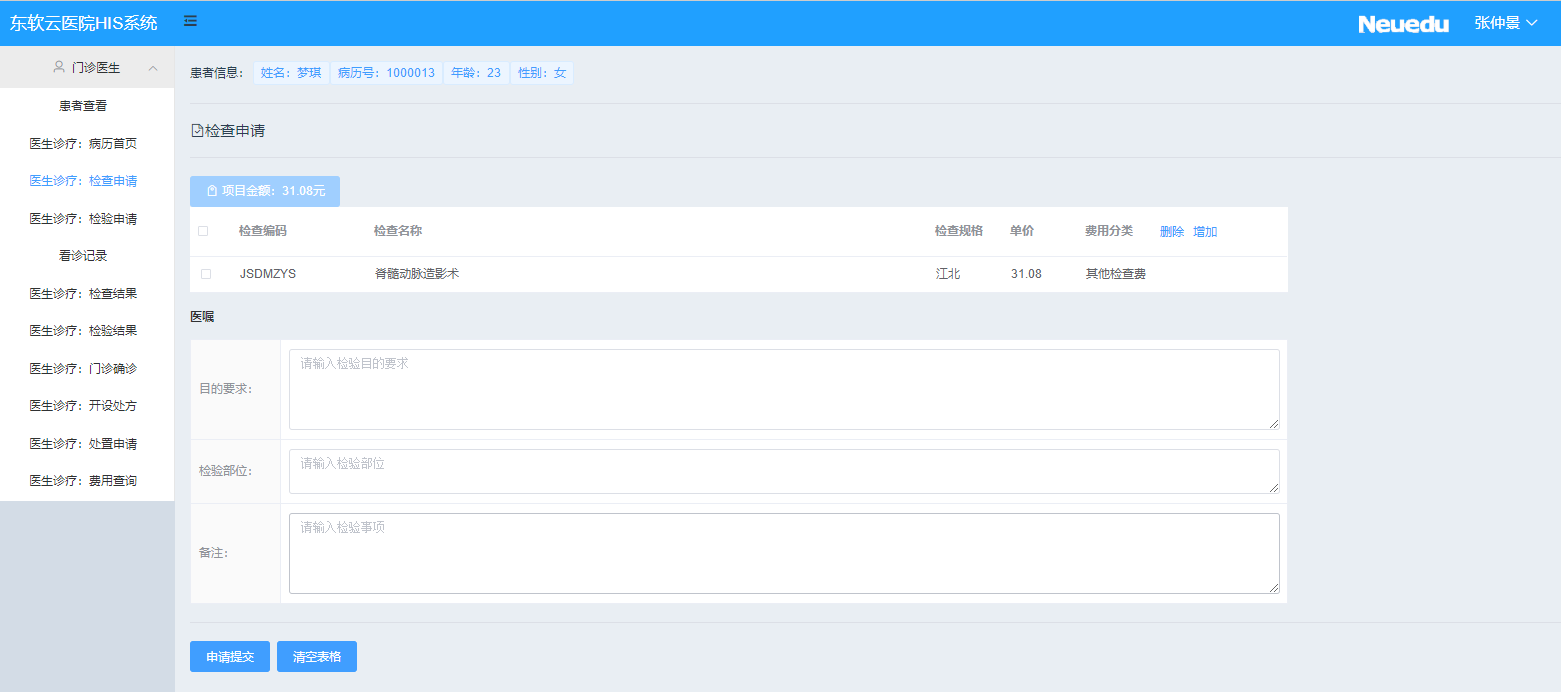 东软云医院HIS系统
Neuedu
张仲景
门诊医生
患者查看
医生诊疗：病历首页
医生诊疗：检查申请
医生诊疗：检验申请
看诊记录
医生诊疗：检查结果
医生诊疗：检验结果
医生诊疗：门诊确诊
医生诊疗：开设处方
医生诊疗：处置申请
医生诊疗：费用查询
患者信息： 姓名：梦琪 病历号：1000013 年龄：23 性别：女
检查申请
项目金额：31.08元
检查编码 检查名称 检查规格 单价 费用分类 删除 增加
JSDMZYS 脊髓动脉造影术 江北 31.08 其他检查费
医嘱
目的要求： 请输入检验目的要求
检验部位： 请输入检验部位
备注： 请输入检验事项
申请提交 清空表格